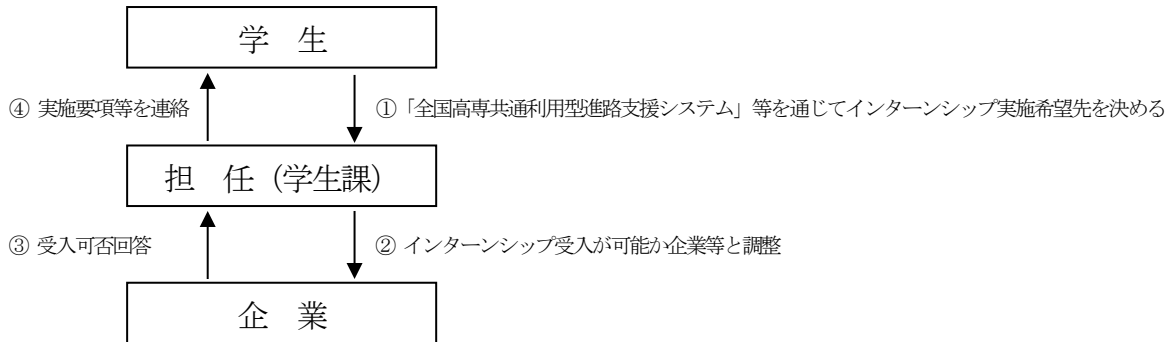 学 生
④ 実施要項等を連絡
①「全国高専共通利用型進路支援システム」等を通じてインターンシップ実施希望先を決める
担 任（学生課）
③ 受入可否回答
② インターンシップ受入が可能か企業等と調整
企 業